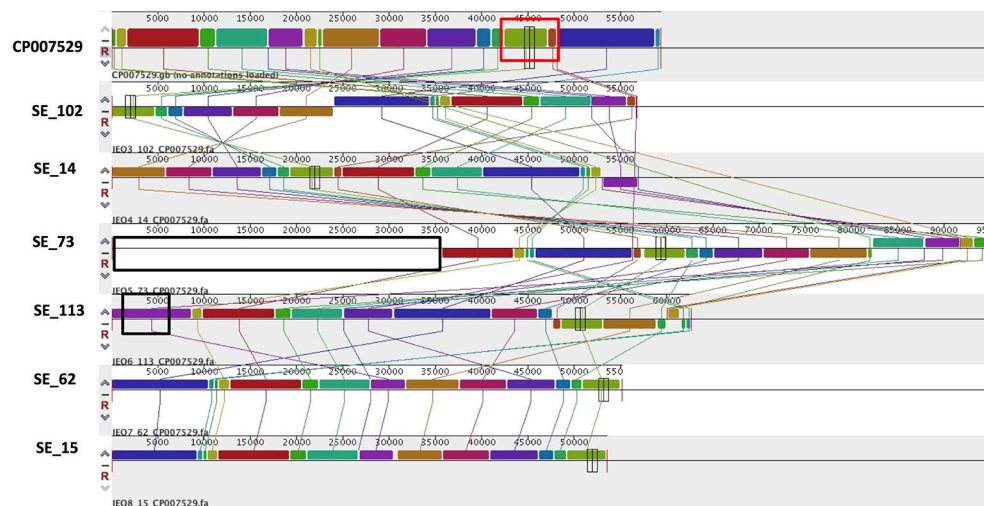 5000 10000 15000 20000 25000 30000 35000 40000 45000 50000 55000
CP007529
R
CP007529.gb (no annotations loaded)
5000 10000 15000 20000 25000 30000 35000 40000 45000 50000 55000
SE_102
R
JEO3_102_CP007529.fa
5000 10000 15000 20000 25000 30000 35000 40000 45000 50000 55000
SE_14
R
JEO4_14_CP007529.fa
5000 10000 15000 20000 25000 30000 35000 40000 45000 50000 55000 60000 65000 70000 75000 80000 85000 90000 95
SE_73
R
JEO5_73_CP007529.fa
5000 10000 15000 20000 25000 30000 35000 40000 45000 50000 55000 60000
SE_113
R
JEO6_113_CP007529.fa
5000 10000 15000 20000 25000 30000 35000 40000 45000 50000 550
SE_62
R
JEO7_62_CP007529.fa
5000 10000 15000 20000 25000 30000 35000 40000 45000 50000
SE_15
R
JEO8_15_CP007529.fa